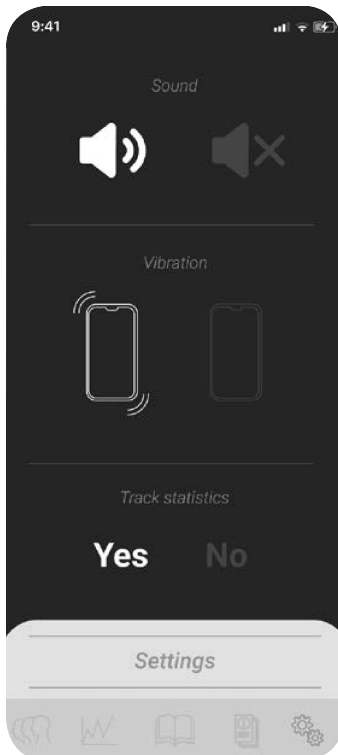 9:41
Sound
Vibration
Track statistics
Yes No
Settings